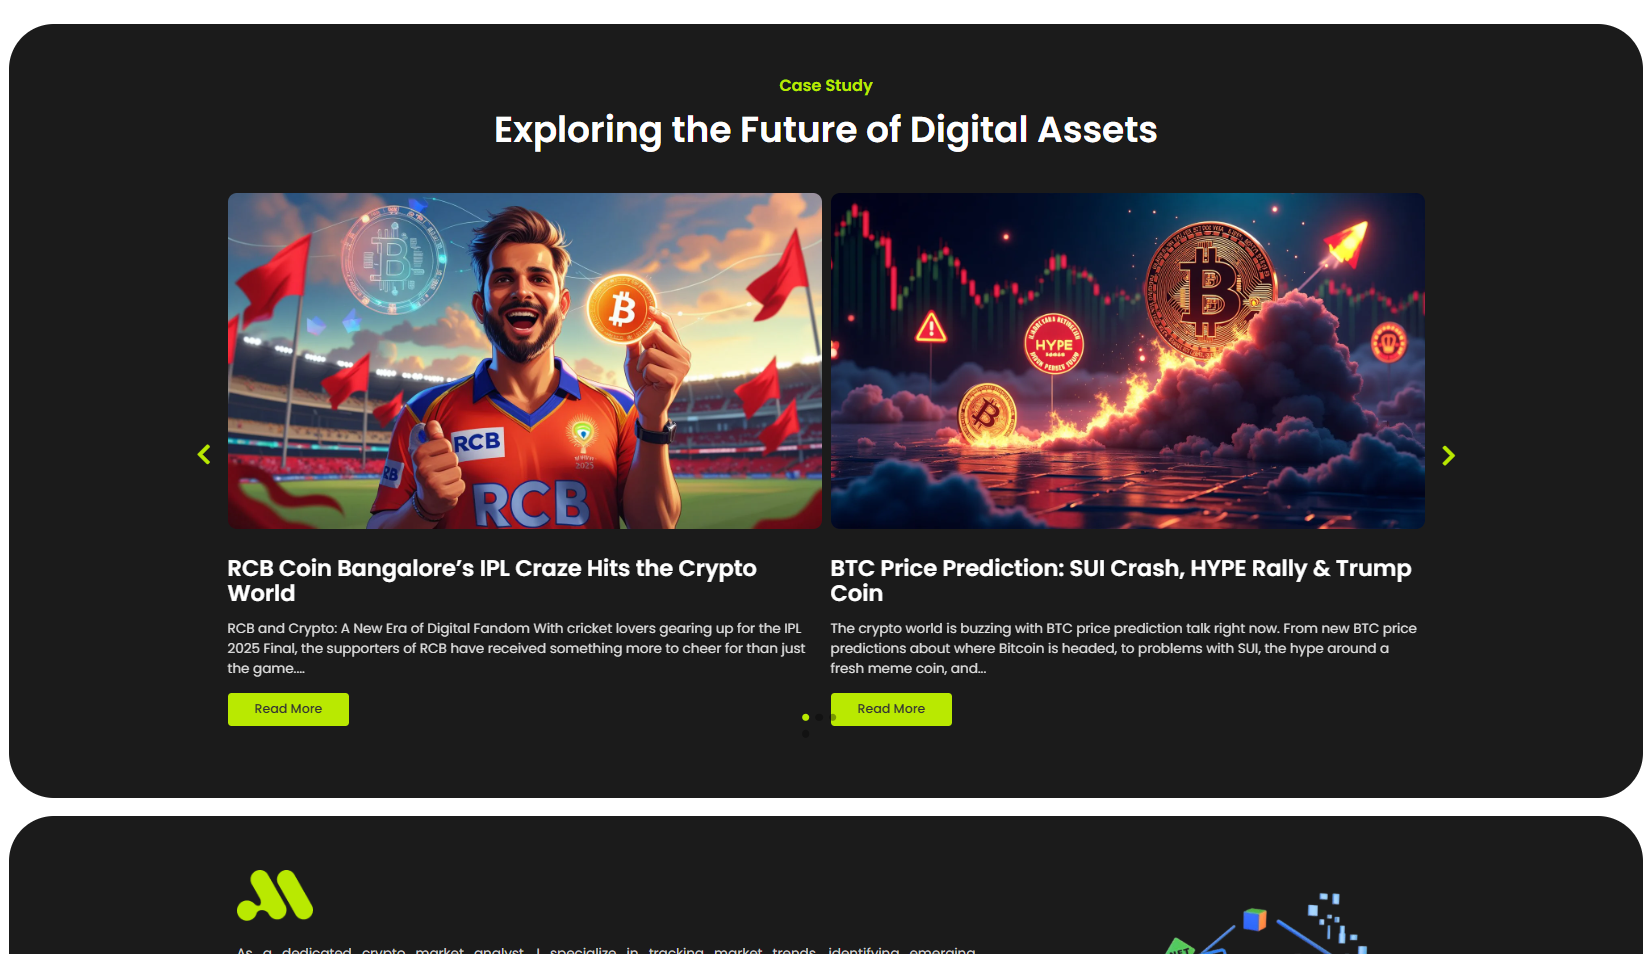 Case Study
Exploring the Future of Digital Assets
RCB
RCB
2025
RCB
HYPE
RCB Coin Bangalore’s IPL Craze Hits the Crypto
World
RCB and Crypto: A New Era of Digital Fandom With cricket lovers gearing up for the IPL
2025 Final, the supporters of RCB have received something more to cheer for than just
the game....
Read More
BTC Price Prediction: SUI Crash, HYPE Rally & Trump
Coin
The crypto world is buzzing with BTC price prediction talk right now. From new BTC price
predictions about where Bitcoin is headed, to problems with SUI, the hype around a
fresh meme coin, and...
Read More
As a dedicated crypto market analyst, I specialize in tracking market trends, identifying emerging